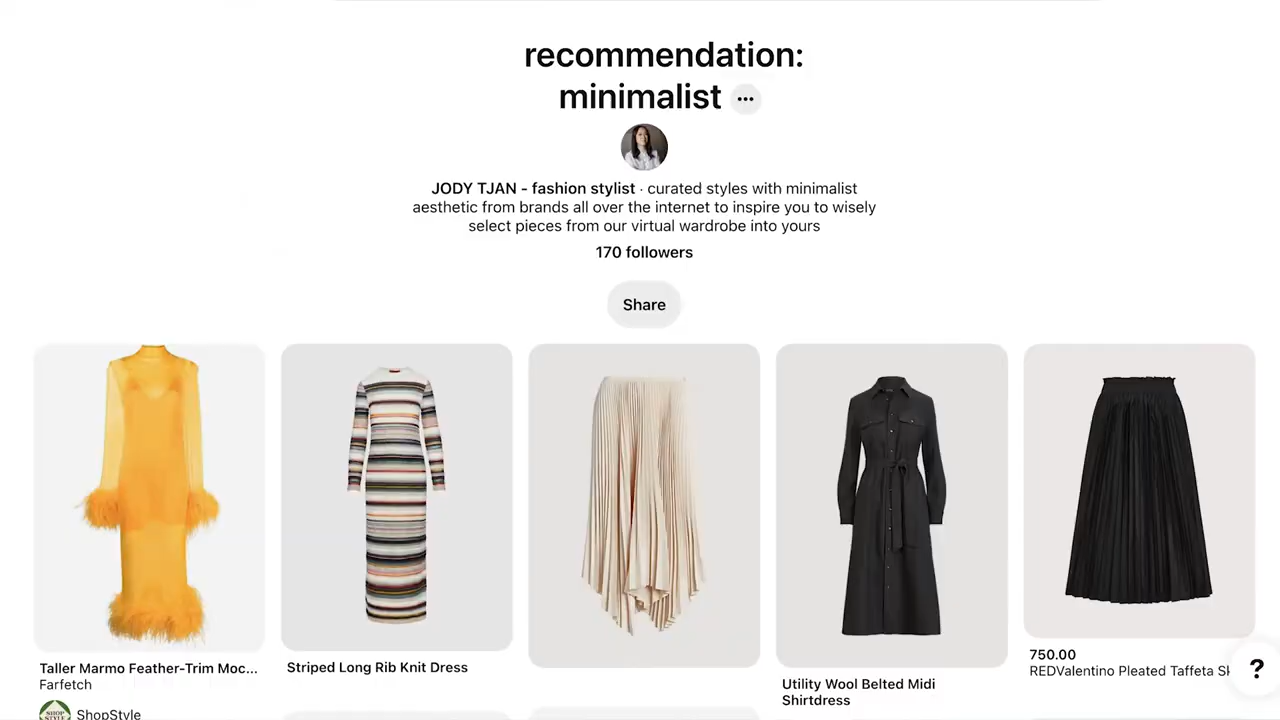 recommendation:
minimalist
JODY TJAN - fashion stylist · curated styles with minimalist
aesthetic from brands all over the internet to inspire you to wisely
select pieces from our virtual wardrobe into yours
170 followers
Share
Taller Marmo Feather-Trim Moc...
Farfetch
SHOP
STYLE
ShopStyle
Striped Long Rib Knit Dress
Utility Wool Belted Midi
Shirtdress
750.00
REDValentino Pleated Taffeta
?